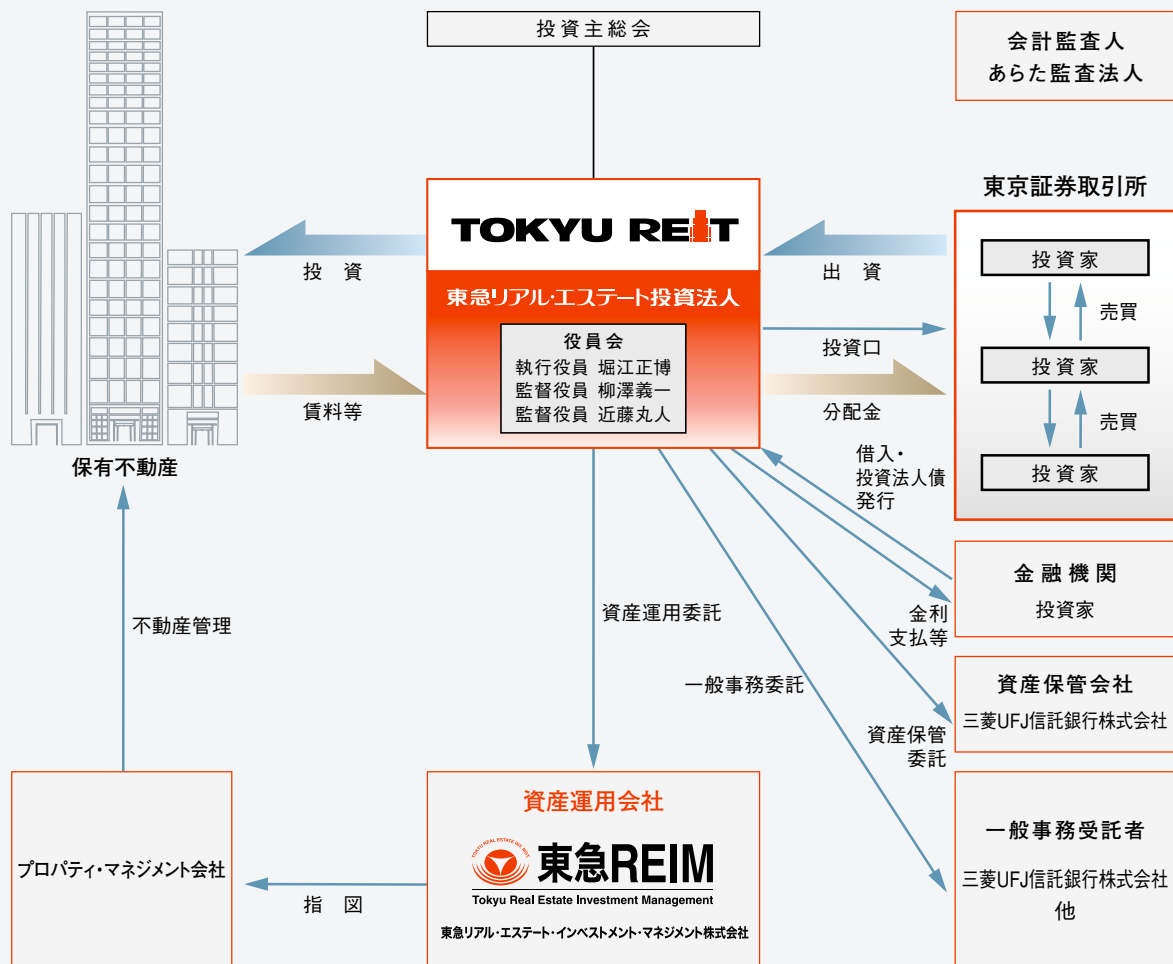 投資主総会
会計監査人
あらた監査法人
TOKYU REIT
東急リアル・エステート投資法人
役員会
執行役員 堀江正博
監督役員 柳澤義一
監督役員 近藤丸人
投 資
賃料等
保有不動産
出 資
投資口
分配金
東京証券取引所
投資家
売買
投資家
売買
投資家
借入・
投資法人債
発行
金利
支払等
金融機関
投資家
資産保管会社
三菱UFJ信託銀行株式会社
資産保管
委託
一般事務委託
一般事務受託者
三菱UFJ信託銀行株式会社
他
資産運用委託
不動産管理
プロパティ・マネジメント会社
指 図
資産運用会社
TOKYU REAL ESTATE INV. MGT.
東急REIM
Tokyu Real Estate Investment Management
東急リアル・エステート・インベストメント・マネジメント株式会社